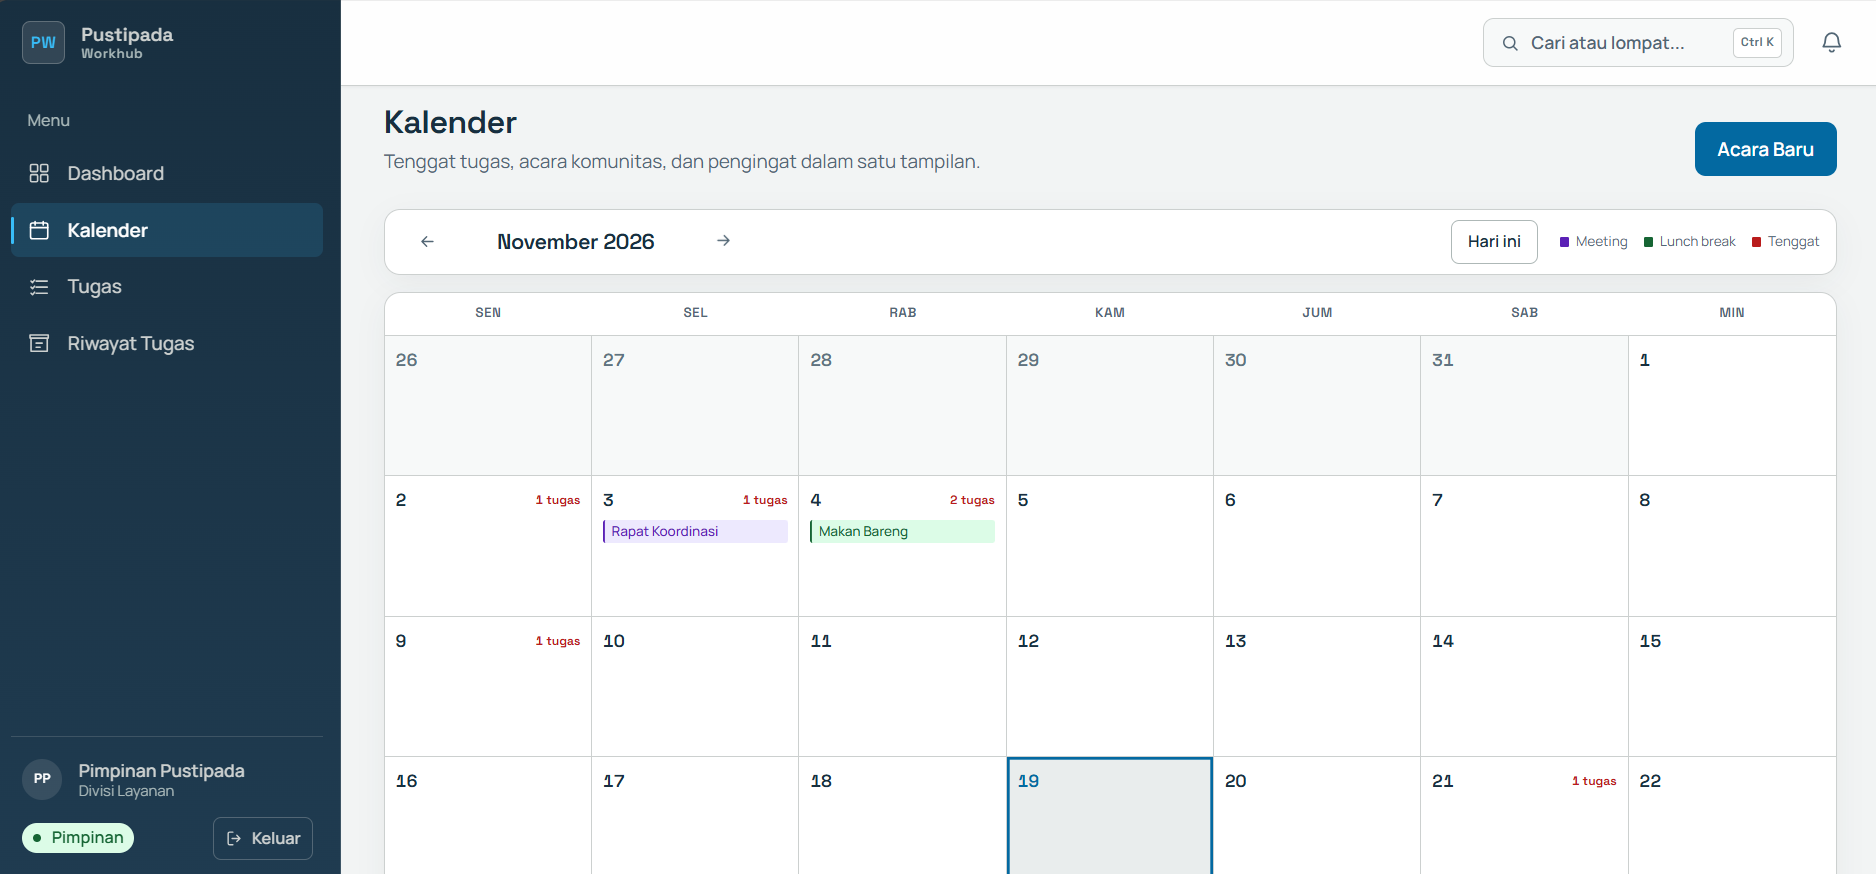 PW
Pustipada
Workhub
Menu
Dashboard
Kalender
Tugas
Riwayat Tugas
PP
Pimpinan Pustipada
Divisi Layanan
Pimpinan
Keluar
Cari atau lompat...
Ctrl K
Kalender
Tenggat tugas, acara komunitas, dan pengingat dalam satu tampilan.
Acara Baru
November 2026
Hari ini
Meeting
Lunch break
Tenggat
SEN SEL RAB KAM JUM SAB MIN
26 27 28 29 30 31 1
2 1 tugas 3 1 tugas 4 2 tugas 5 6 7 8
Rapat Koordinasi Makan Bareng
9 1 tugas 10 11 12 13 14 15
16 17 18 19 20 21 1 tugas 22